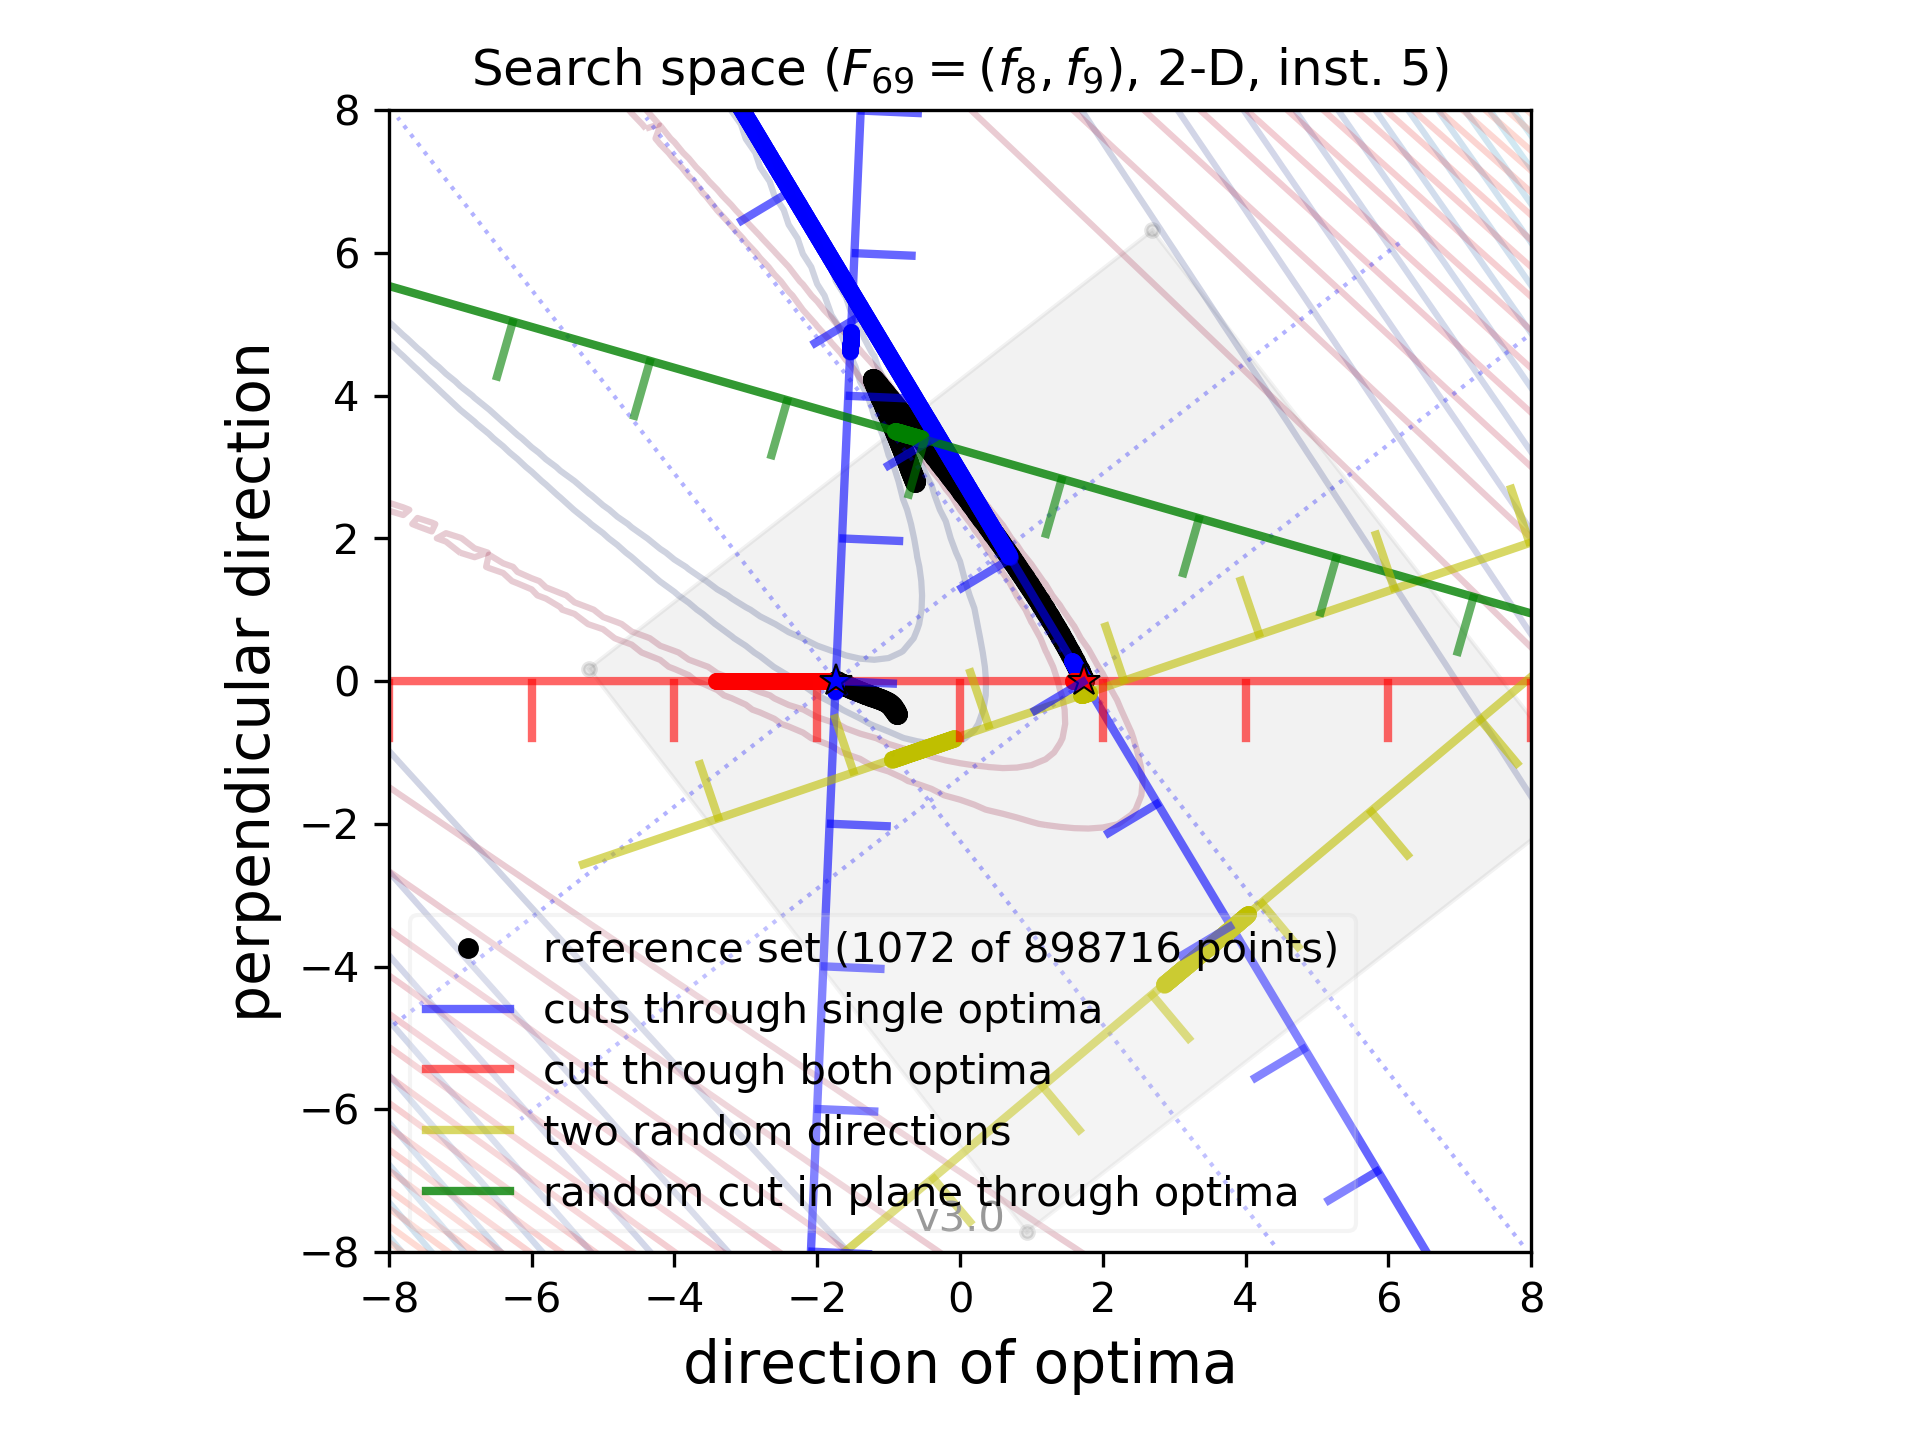 Search space (F69 = (f8, f9), 2-D, inst. 5)
perpendicular direction
8
6
4
2
0
−2
−4
−6
−8
reference set (1072 of 898716 points)
cuts through single optima
cut through both optima
two random directions
random cut in plane through optima
v3.0
−8 −6 −4 −2 0 2 4 6 8
direction of optima